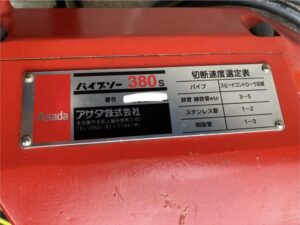 Asada
パイプソー 380S
番号
アサダ株式会社
切断速度選定表
パイプ スピードコントローラ目盛
鉄管 鋼鉄管etc 3~5
ステンレス管 1~2
樹脂管 1~3